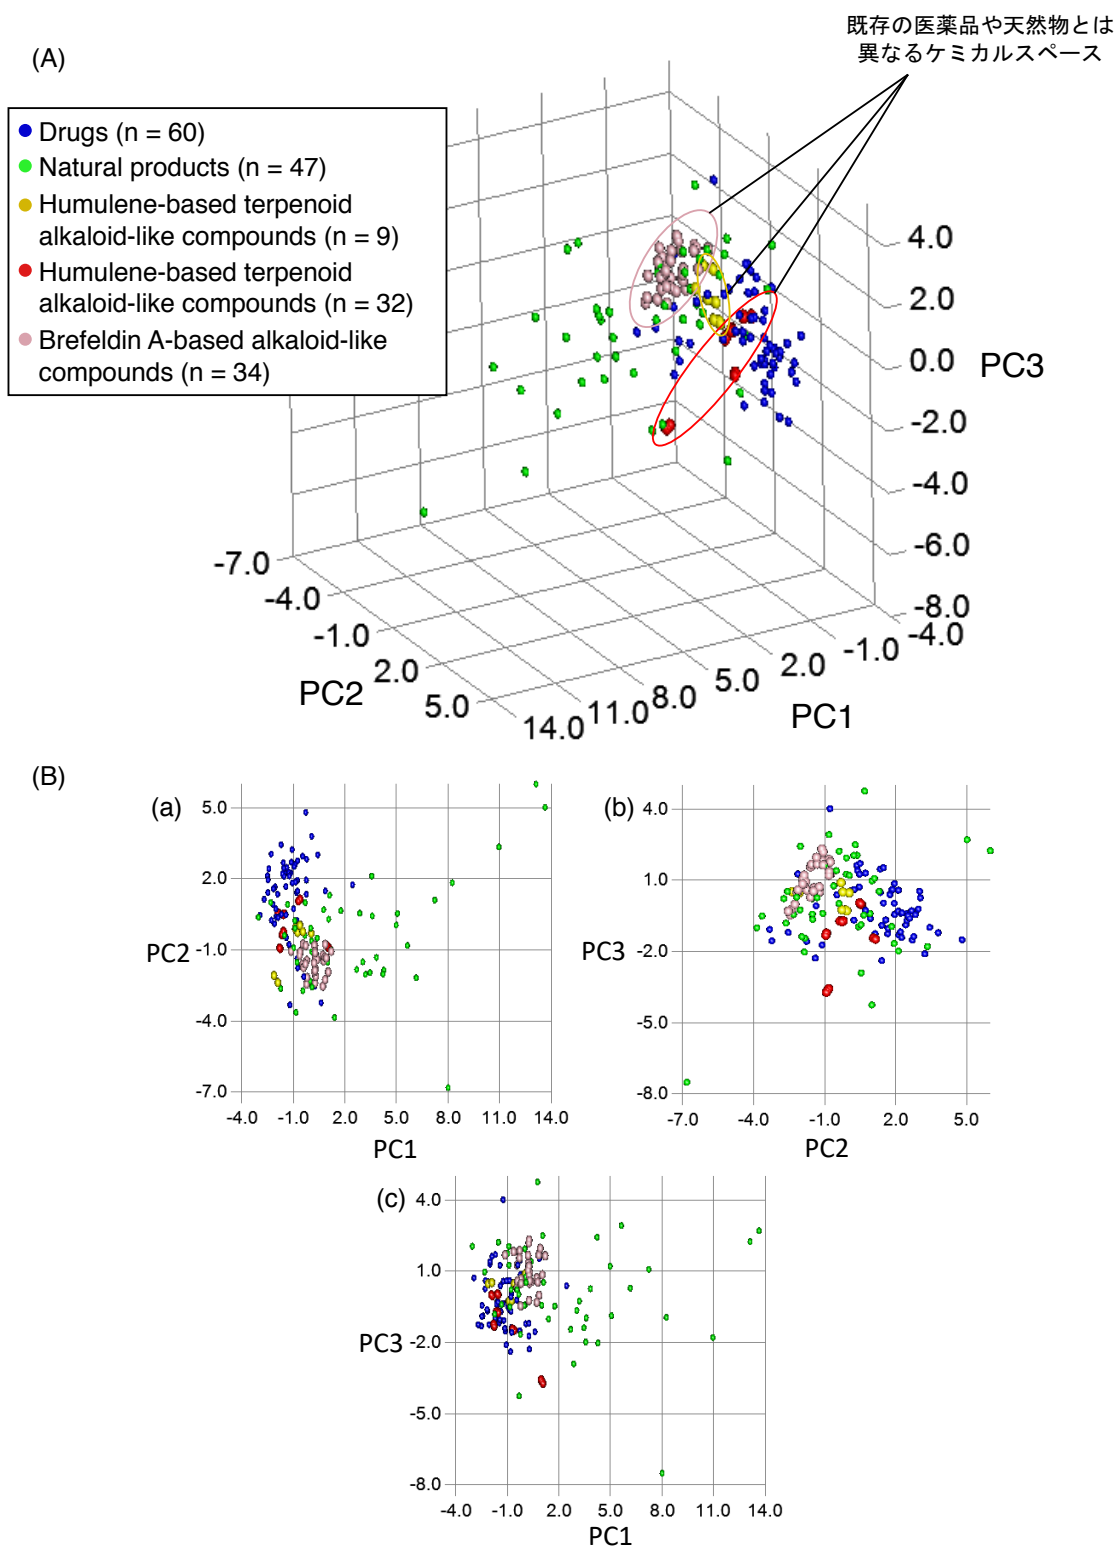 既存の医薬品や天然物とは
異なるケミカルスペース
(A)
Drugs (n = 60)
Natural products (n = 47)
Humulene-based terpenoid
alkaloid-like compounds (n = 9)
Humulene-based terpenoid
alkaloid-like compounds (n = 32)
Brefeldin A-based alkaloid-like
compounds (n = 34)
4.0
2.0
0.0
PC3
-2.0
-4.0
-6.0
-8.0
-7.0
-4.0
-1.0
2.0
5.0
PC2
14.0
11.0
8.0
5.0
2.0
-1.0
-4.0
PC1
(B)
(a)
5.0
2.0
PC2
-1.0
-4.0
-7.0
-4.0 -1.0 2.0 5.0 8.0 11.0 14.0
PC1
(b)
4.0
1.0
PC3
-2.0
-5.0
-8.0
-7.0 -4.0 -1.0 2.0 5.0
PC2
(c)
4.0
1.0
PC3
-2.0
-5.0
-8.0
-4.0 -1.0 2.0 5.0 8.0 11.0 14.0
PC1